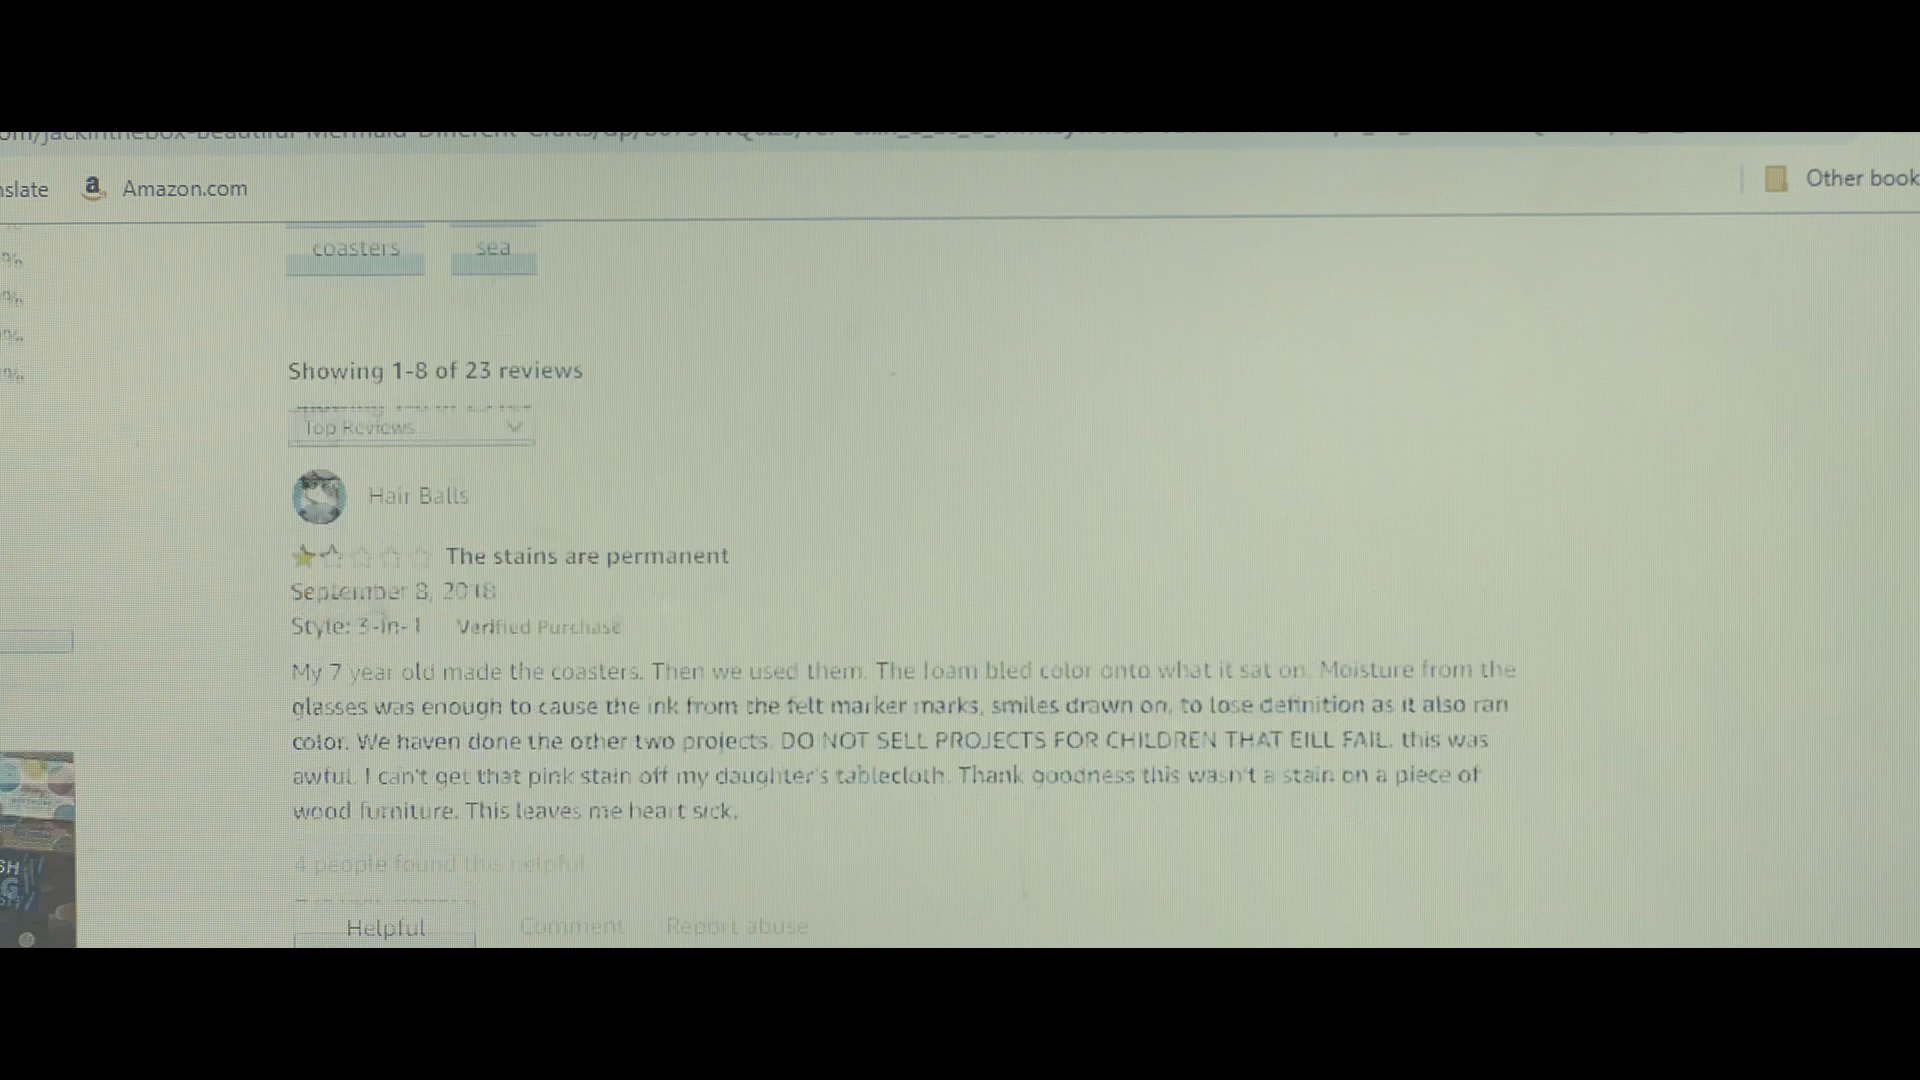 Amazon.com
Other book
coasters sea
Showing 1-8 of 23 reviews
Top Reviews
Hair Balls
The stains are permanent
September 8, 2018
Style: 3-in-1 Verified Purchase
My 7 year old made the coasters. Then we used them. The foam bled color onto what it sat on. Moisture from the
glasses was enough to cause the ink from the felt marker marks, smiles drawn on, to lose definition as it also ran
color. We haven done the other two projects. DO NOT SELL PROJECTS FOR CHILDREN THAT EILL FAIL. this was
awful. I can't get that pink stain off my daughter's tablecloth. Thank goodness this wasn't a stain on a piece of
wood furniture. This leaves me heart sick.
4 people found this helpful
Helpful Comment Report abuse